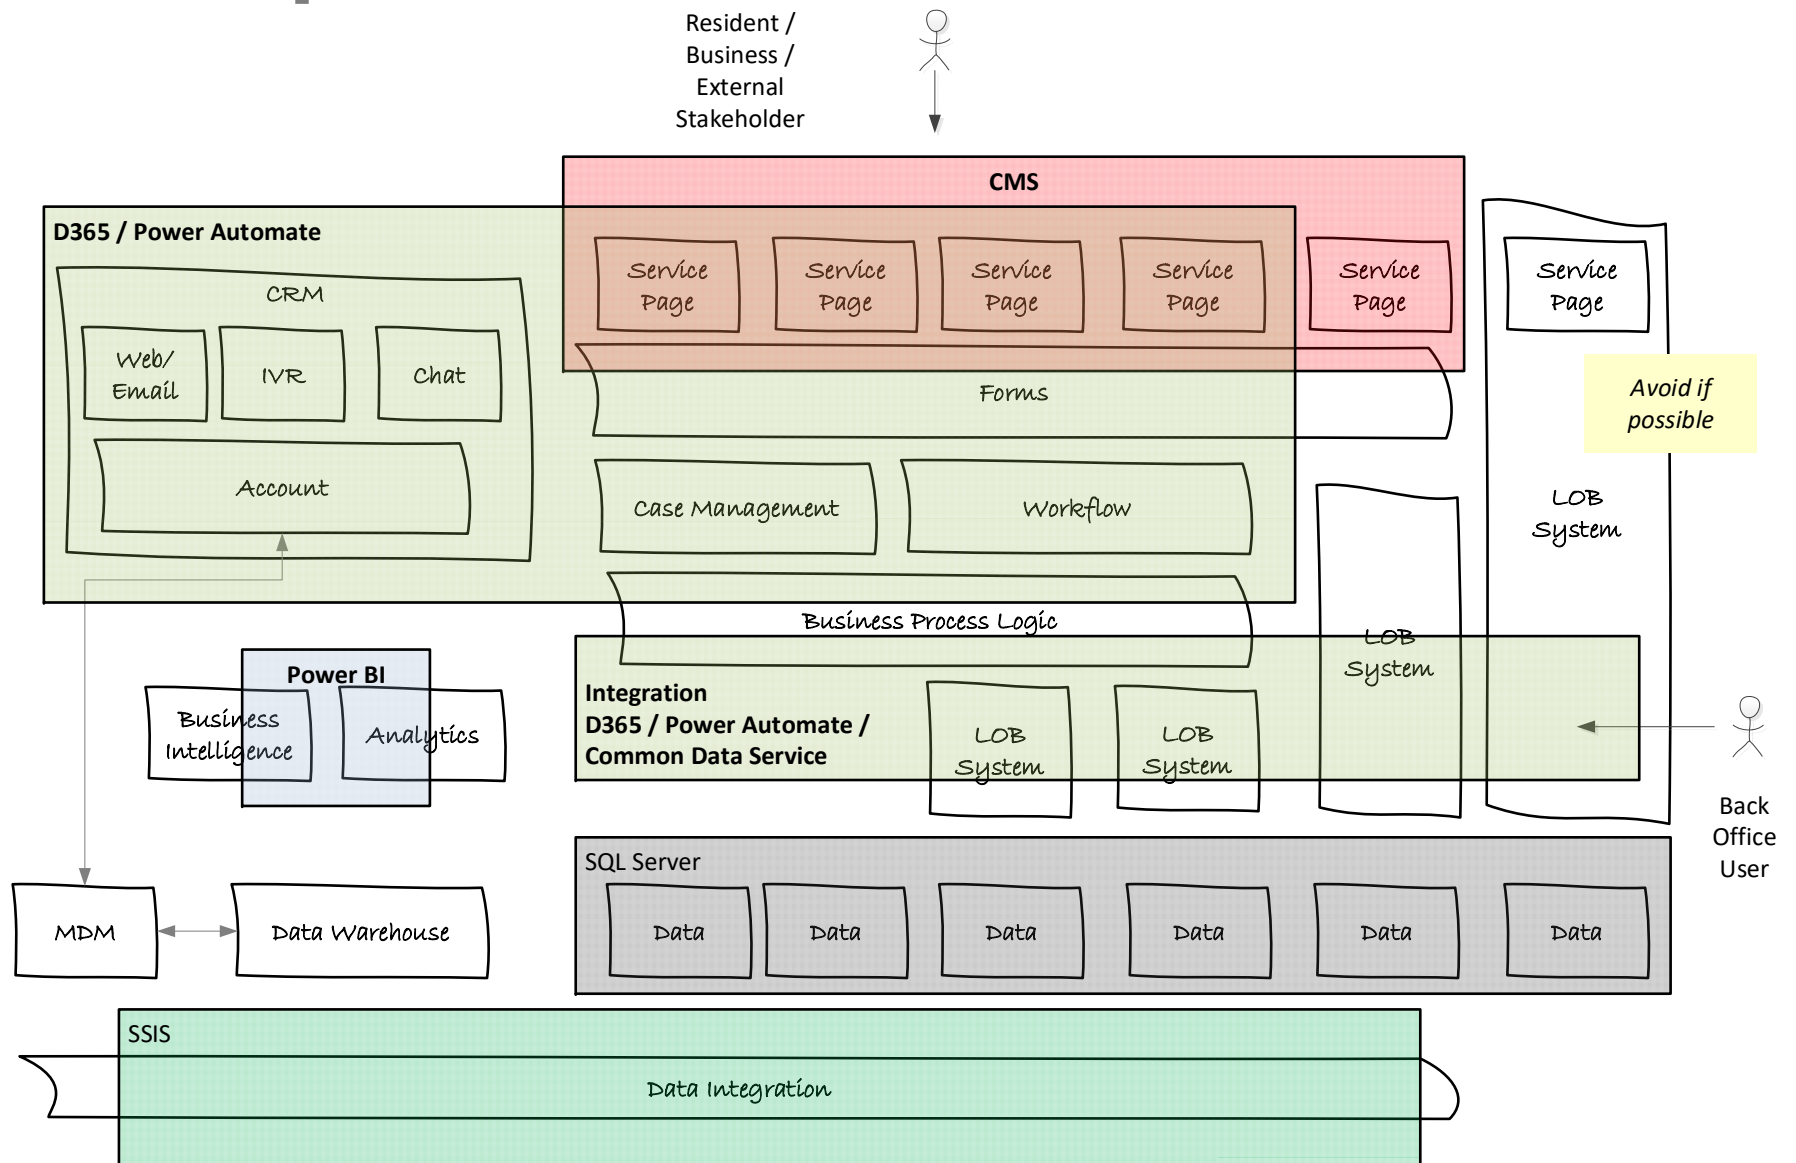 Resident /
Business /
External
Stakeholder
CMS
D365 / Power Automate
Service
Page
Service
Page
Service
Page
Service
Page
Service
Page
Service
Page
CRM
Web/
Email
IVR
Chat
Forms
Avoid if
possible
Account
Case Management
Workflow
LOB
System
Business Process Logic
LOB
System
Power BI
Business
Intelligence
Analytics
Integration
D365 / Power Automate /
Common Data Service
LOB
System
LOB
System
Back
Office
User
SQL Server
MDM
Data Warehouse
Data
Data
Data
Data
Data
Data
SSIS
Data Integration